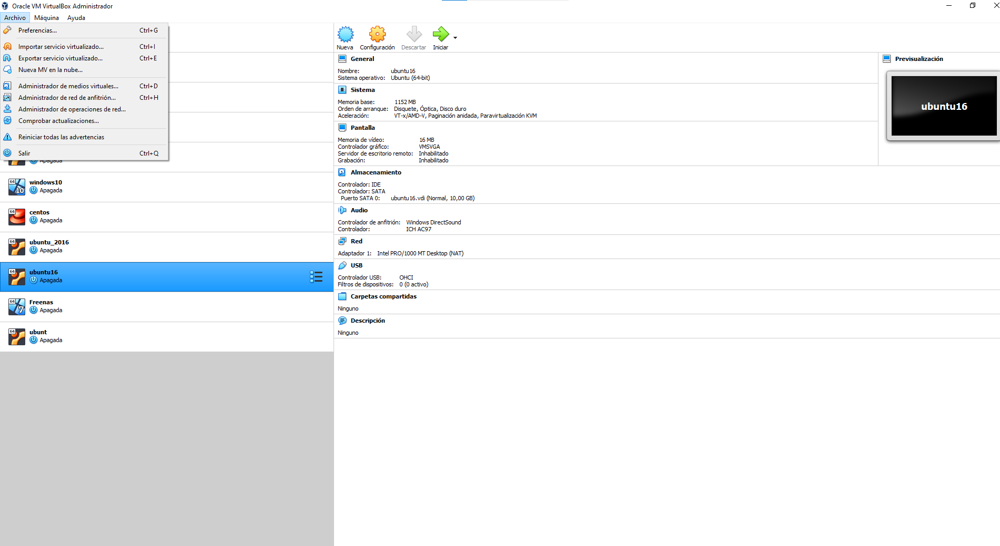 Oracle VM VirtualBox Administrador
Archivo Máquina Ayuda
Preferencias... Ctrl+G
Importar servicio virtualizado... Ctrl+I
Exportar servicio virtualizado... Ctrl+E
Nueva MV en la nube...
Administrador de medios virtuales... Ctrl+D
Administrador de red de anfitrión... Ctrl+H
Administrador de operaciones de red...
Comprobar actualizaciones...
Reiniciar todas las advertencias
Salir Ctrl+Q
Apagada
64 10 windows10
Apagada
64 centos
Apagada
64 ubuntu_2016
Apagada
64 ubuntu16
Apagada
64 7 Freenas
Apagada
64 ubunt
Apagada
Nueva Configuración Descartar Iniciar
General
Nombre: ubuntu16
Sistema operativo: Ubuntu (64-bit)
Sistema
Memoria base: 1152 MB
Orden de arranque: Disquete, Óptica, Disco duro
Aceleración: VT-x/AMD-V, Paginación anidada, Paravirtualización KVM
Pantalla
Memoria de vídeo: 16 MB
Controlador gráfico: VMSVGA
Servidor de escritorio remoto: Inhabilitado
Grabación: Inhabilitado
Almacenamiento
Controlador: IDE
Controlador: SATA
Puerto SATA 0: ubuntu16.vdi (Normal, 10,00 GB)
Audio
Controlador de anfitrión: Windows DirectSound
Controlador: ICH AC97
Red
Adaptador 1: Intel PRO/1000 MT Desktop (NAT)
USB
Controlador USB: OHCI
Filtros de dispositivos: 0 (0 activo)
Carpetas compartidas
Ninguno
Descripción
Ninguno
Previsualización
ubuntu16